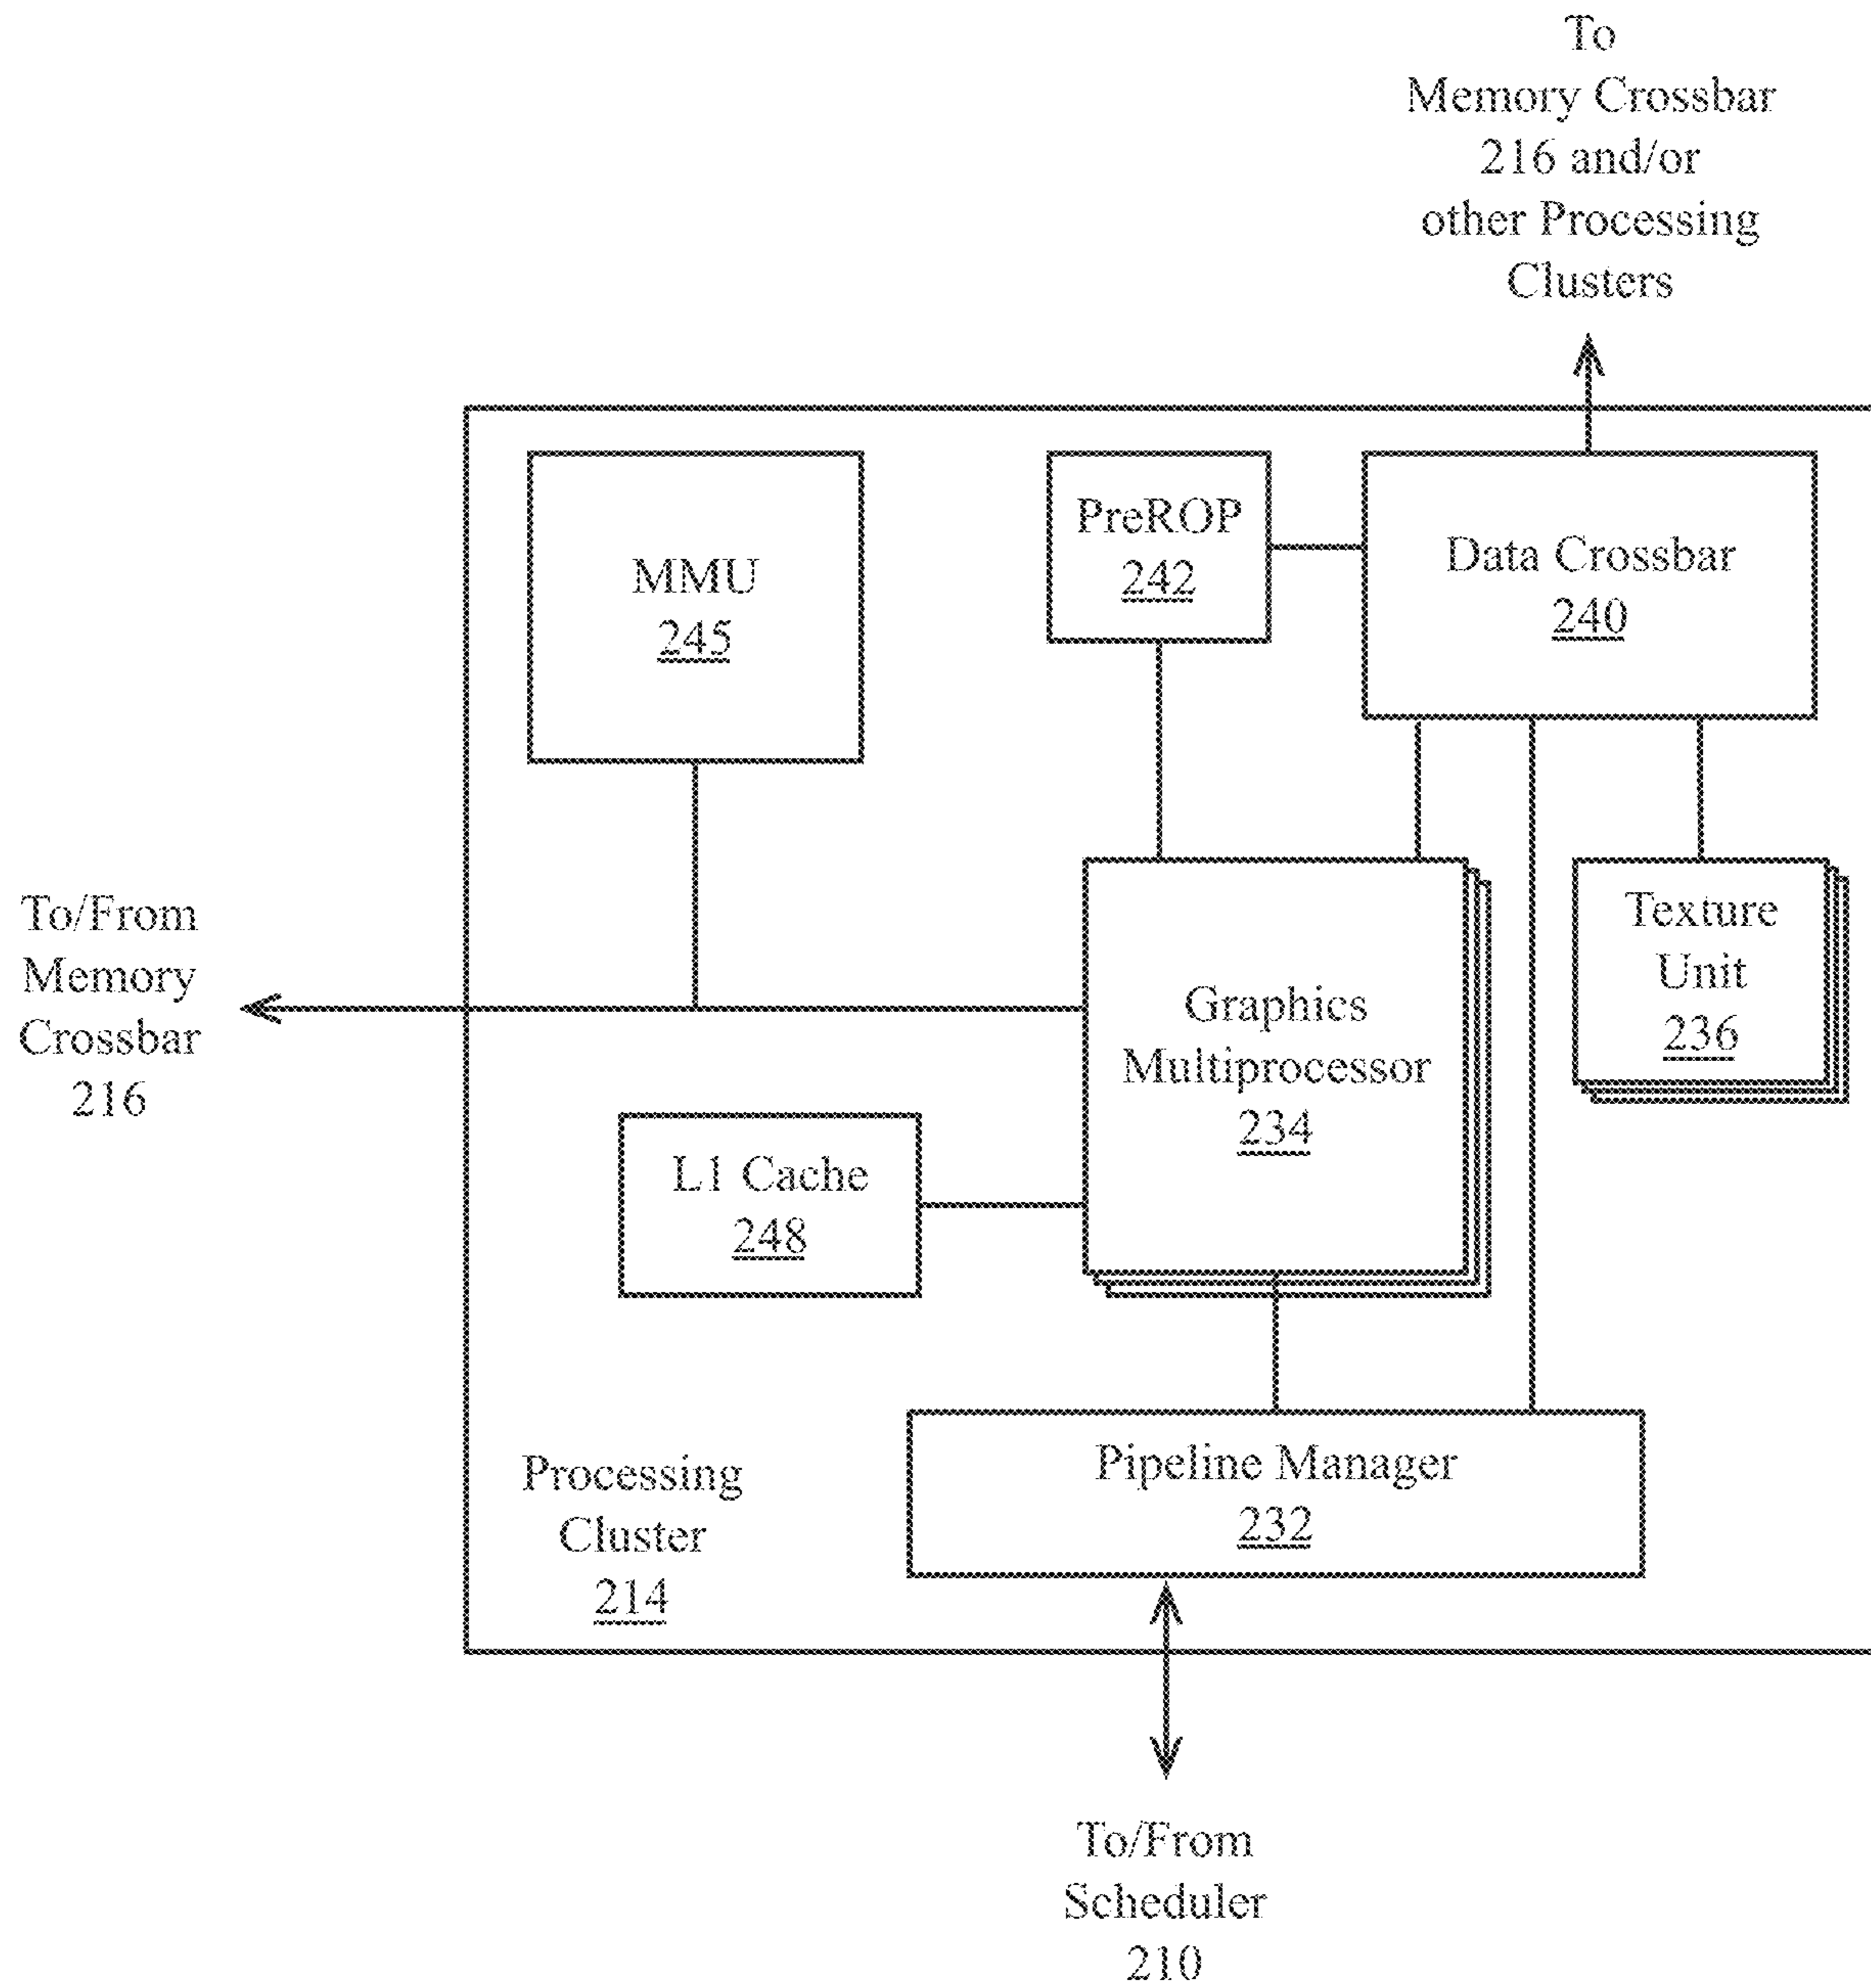 To
Memory Crossbar
216 and/or
other Processing
Clusters
MMU
245
PreROP
242
Data Crossbar
240
To/From
Memory
Crossbar
216
Graphics
Multiprocessor
234
Texture
Unit
236
L1 Cache
248
Processing
Cluster
214
Pipeline Manager
232
To/From
Scheduler
210